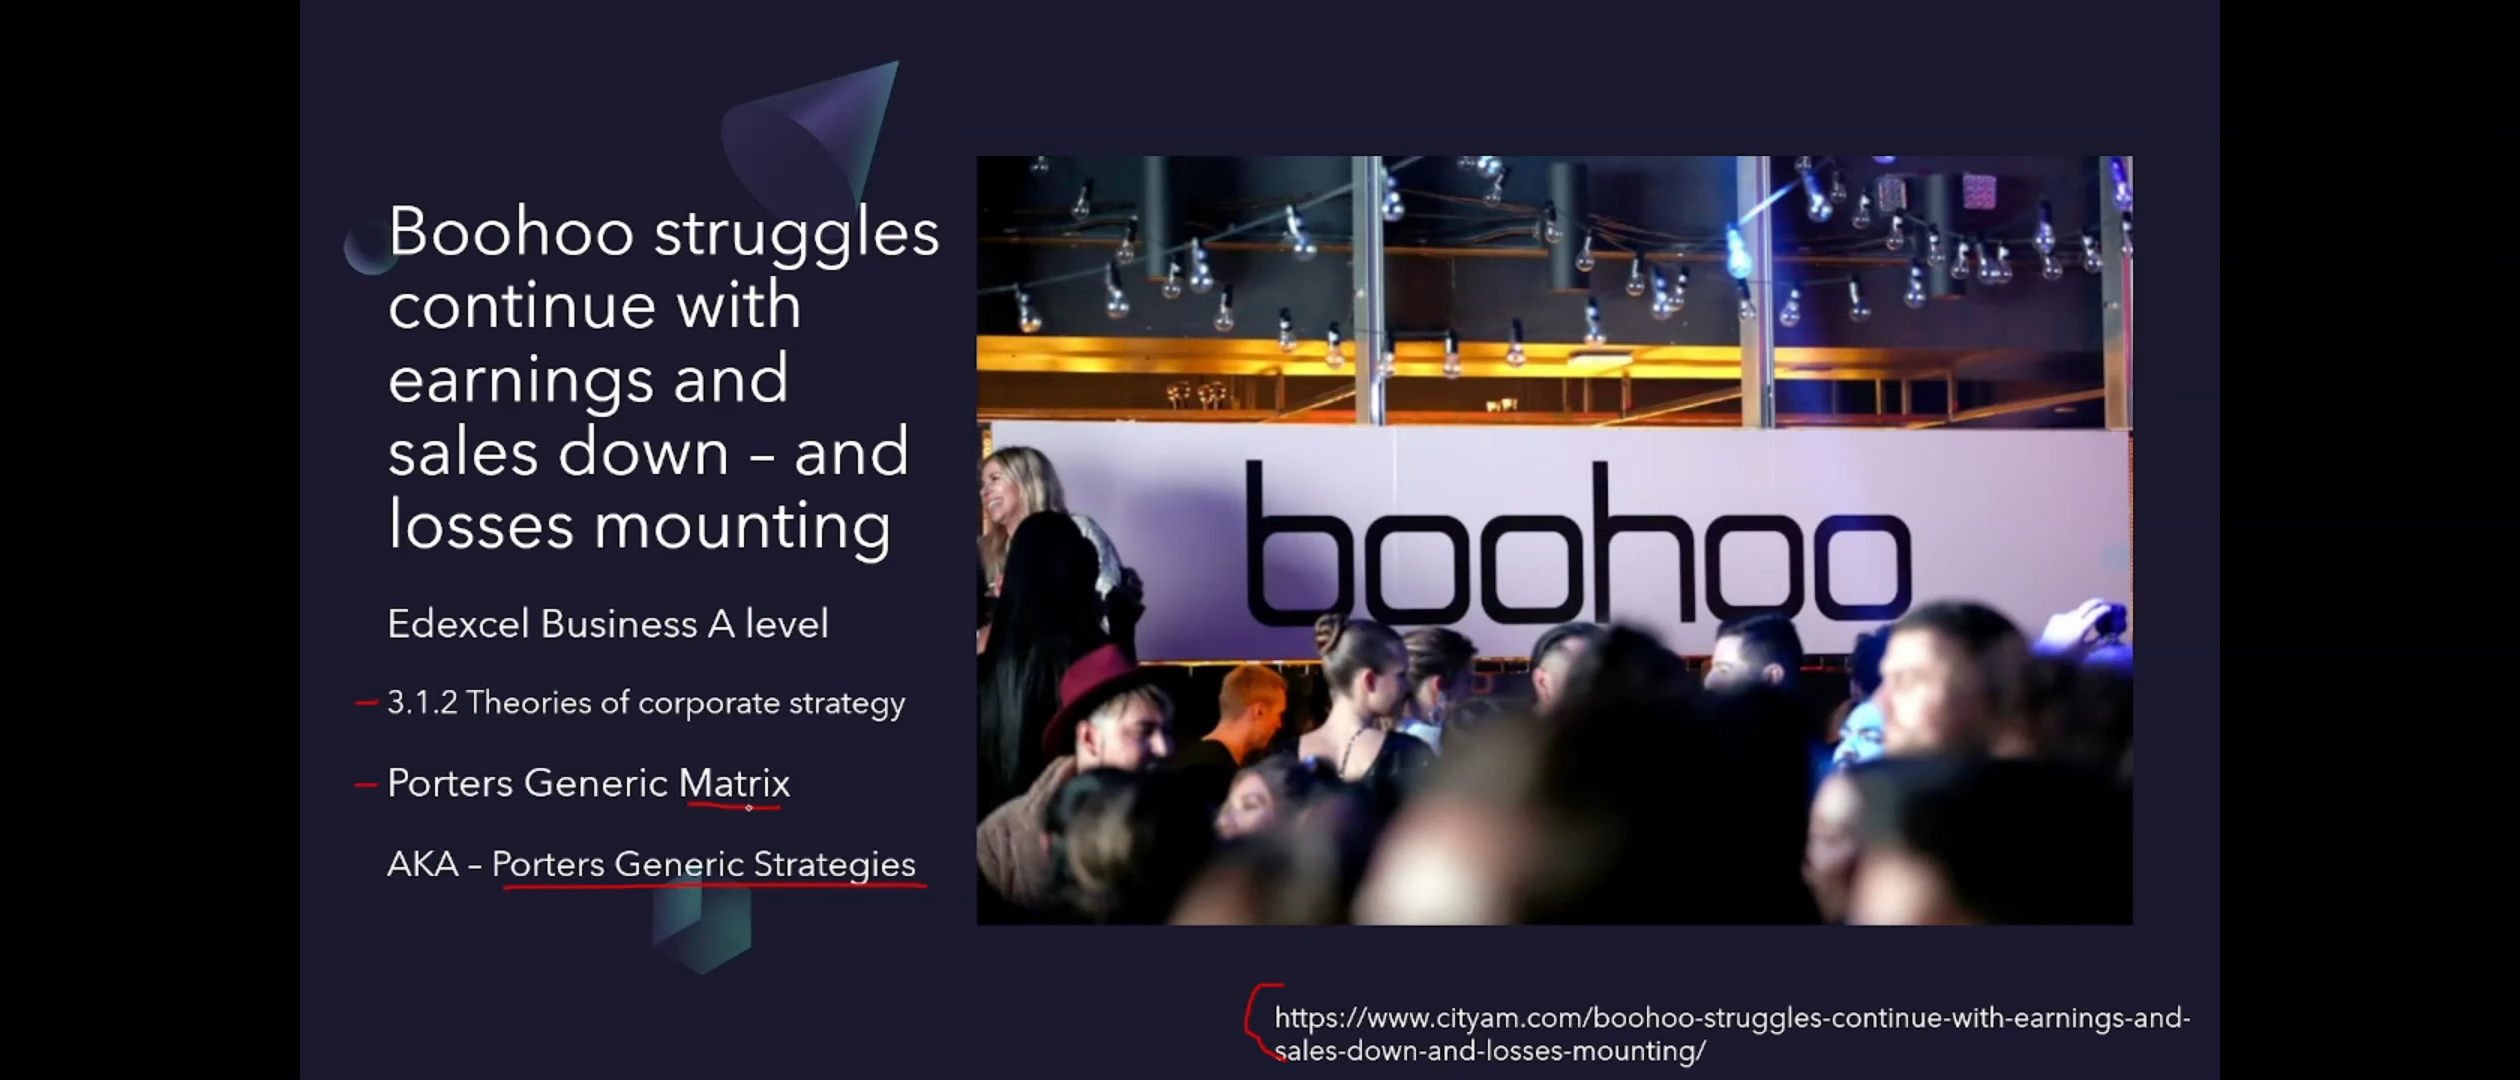 Boohoo struggles
continue with
earnings and
sales down – and
losses mounting
Edexcel Business A level
3.1.2 Theories of corporate strategy
Porters Generic Matrix
AKA – Porters Generic Strategies
boohoo
https://www.cityam.com/boohoo-struggles-continue-with-earnings-and-
sales-down-and-losses-mounting/